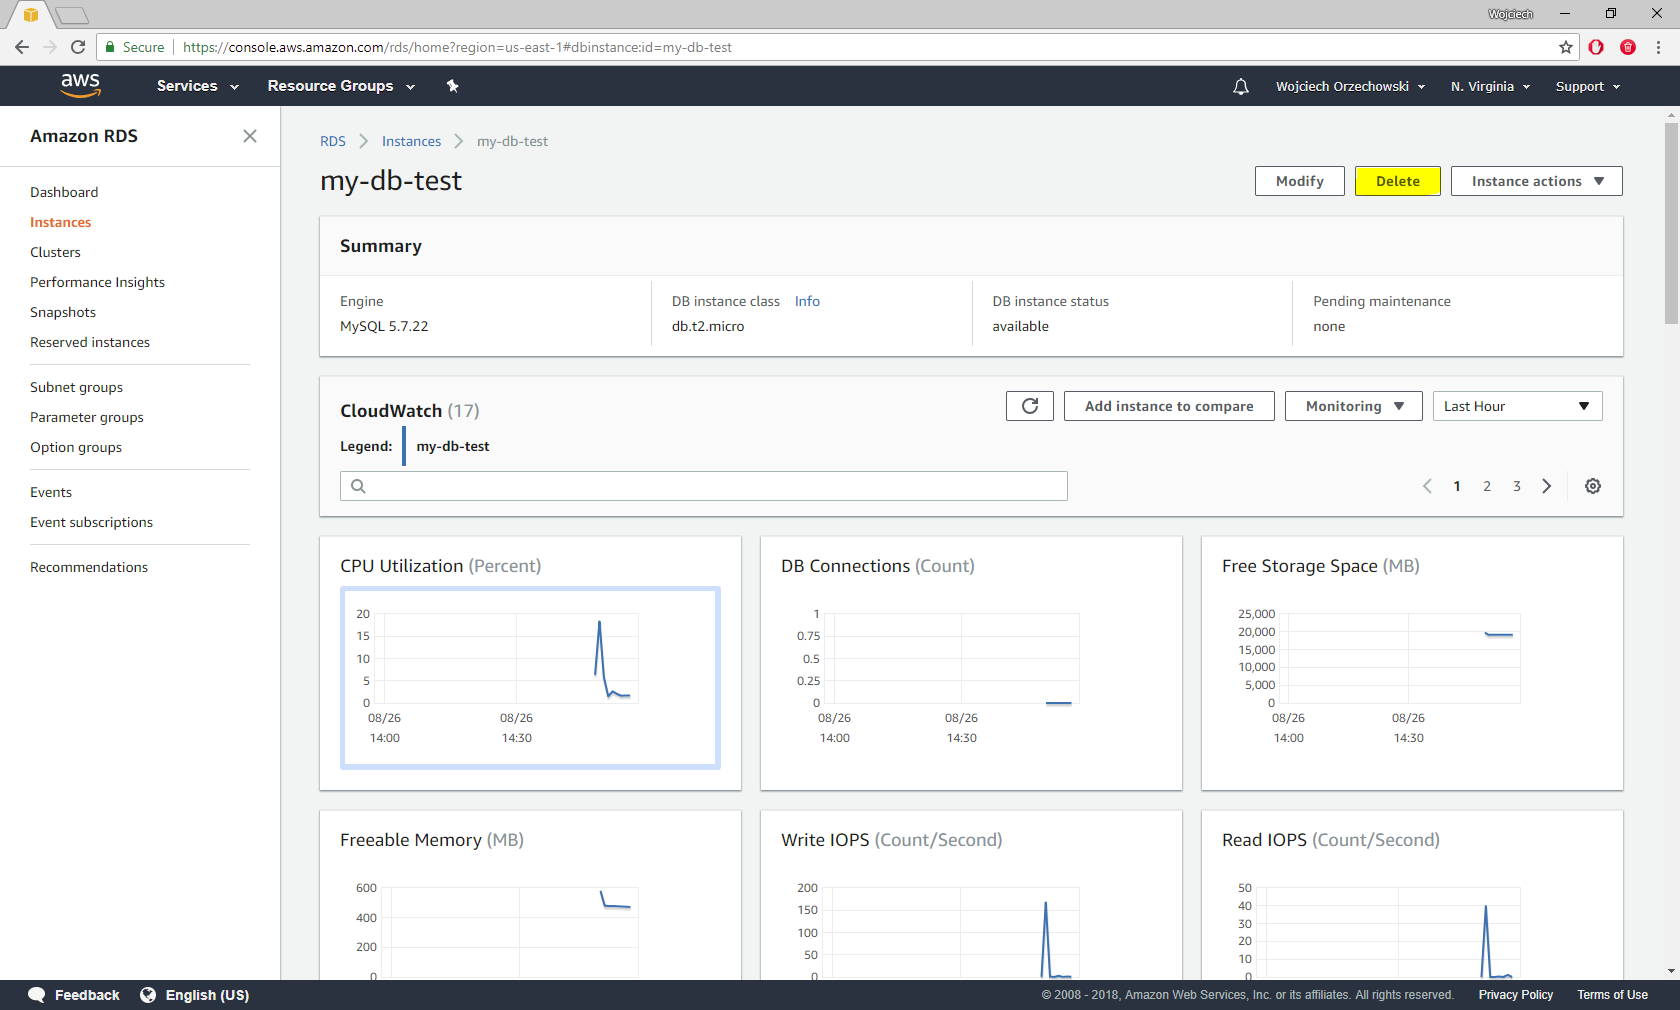 Wojciech
Secure https://console.aws.amazon.com/rds/home?region=us-east-1#dbinstance:id=my-db-test
aws Services Resource Groups Wojciech Orzechowski N. Virginia Support
Amazon RDS
Dashboard
Instances
Clusters
Performance Insights
Snapshots
Reserved instances
Subnet groups
Parameter groups
Option groups
Events
Event subscriptions
Recommendations
RDS Instances my-db-test
my-db-test
Modify Delete Instance actions
Summary
Engine
MySQL 5.7.22
DB instance class Info
db.t2.micro
DB instance status
available
Pending maintenance
none
CloudWatch (17)
Add instance to compare Monitoring Last Hour
Legend: my-db-test
1 2 3
CPU Utilization (Percent)
20
15
10
5
0
08/26 08/26
14:00 14:30
DB Connections (Count)
1
0.75
0.5
0.25
0
08/26 08/26
14:00 14:30
Free Storage Space (MB)
25,000
20,000
15,000
10,000
5,000
0
08/26 08/26
14:00 14:30
Freeable Memory (MB)
600
400
200
0
Write IOPS (Count/Second)
200
150
100
50
0
Read IOPS (Count/Second)
50
40
30
20
10
0
Feedback English (US) © 2008 - 2018, Amazon Web Services, Inc. or its affiliates. All rights reserved. Privacy Policy Terms of Use